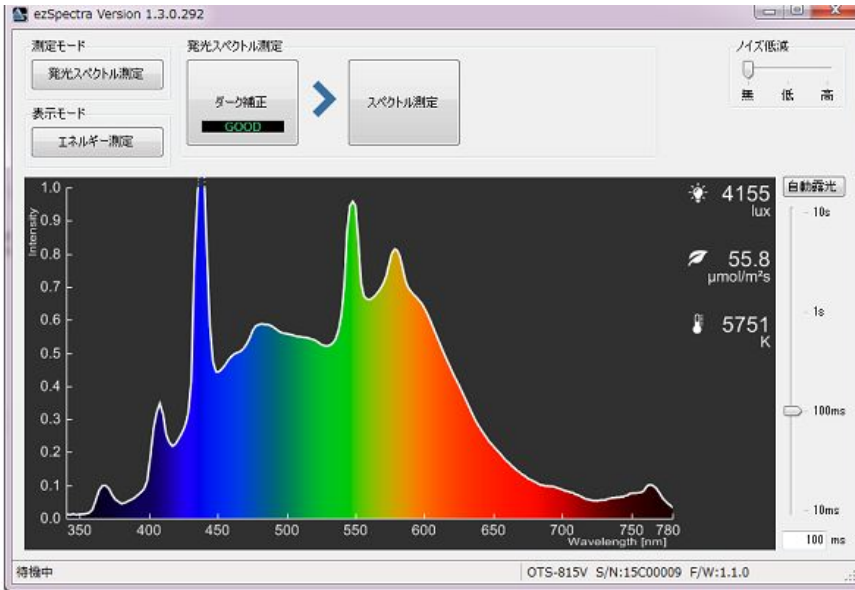 ezSpectra Version 1.3.0.292
測定モード
発光スペクトル測定
表示モード
エネルギー測定
発光スペクトル測定
ダーク補正
GOOD
スペクトル測定
ノイズ低減
無 低 高
Intensity
1.0
0.9
0.8
0.7
0.6
0.5
0.4
0.3
0.2
0.1
0.0
350 400 450 500 550 600 650 700 750 780
Wavelength [nm]
4155
lux
55.8
μmol/m²s
5751
K
自動露光
10s
1s
100ms
10ms
100 ms
待機中
OTS-815V S/N:15C00009 F/W:1.1.0